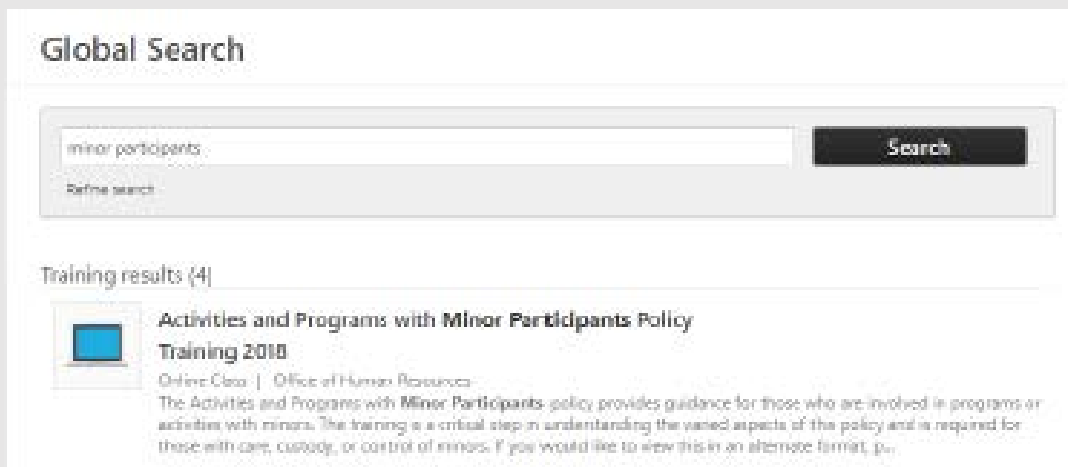 Global Search
minor participants
Search
Refine search
Training results (4)
Activities and Programs with Minor Participants Policy
Training 2018
Online Class | Office of Human Resources
The Activities and Programs with Minor Participants policy provides guidance for those who are involved in programs or
activities with minors. The training is a critical step in understanding the varied aspects of the policy and is required for
those with care, custody, or control of minors. If you would like to view this in an alternate format, p...